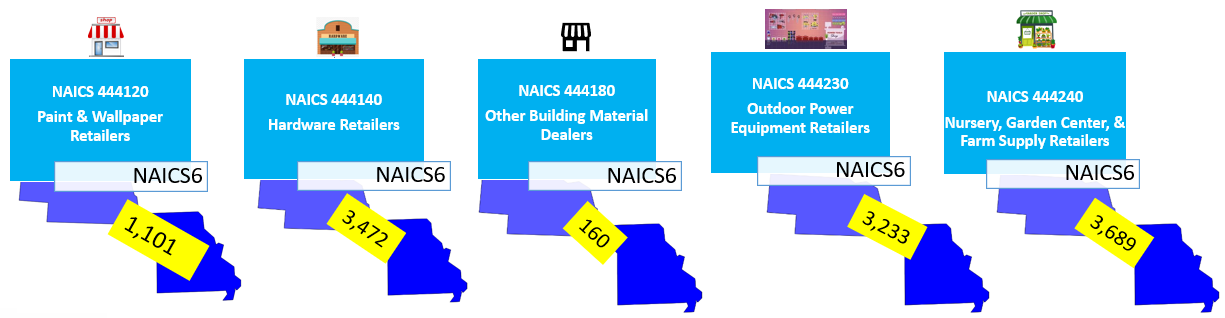 NAICS 444120
Paint & Wallpaper
Retailers
NAICS6
1,101
NAICS 444140
Hardware Retailers
NAICS6
3,472
NAICS 444180
Other Building Material
Dealers
NAICS6
160
NAICS 444230
Outdoor Power
Equipment Retailers
NAICS6
3,233
NAICS 444240
Nursery, Garden Center, &
Farm Supply Retailers
NAICS6
3,689